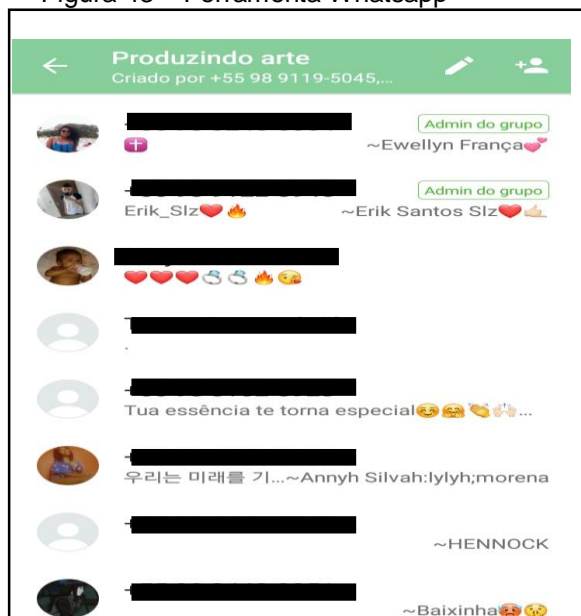 Figura 48 – Ferramenta Whatsapp
Produzindo arte
Criado por +55 98 9119-5045,...
Admin do grupo
✝️ ~Ewellyn França💕
Admin do grupo
Erik_Slz❤️🔥 ~Erik Santos Slz❤️🤙🏻
❤️❤️❤️💍💍🔥😘
.
Tua essência te torna especial☺️🤗👏🙌🏻...
우리는 미래를 기...~Annyh Silvah:lylyh;morena
~HENNOCK
~Baixinha🥵🤒